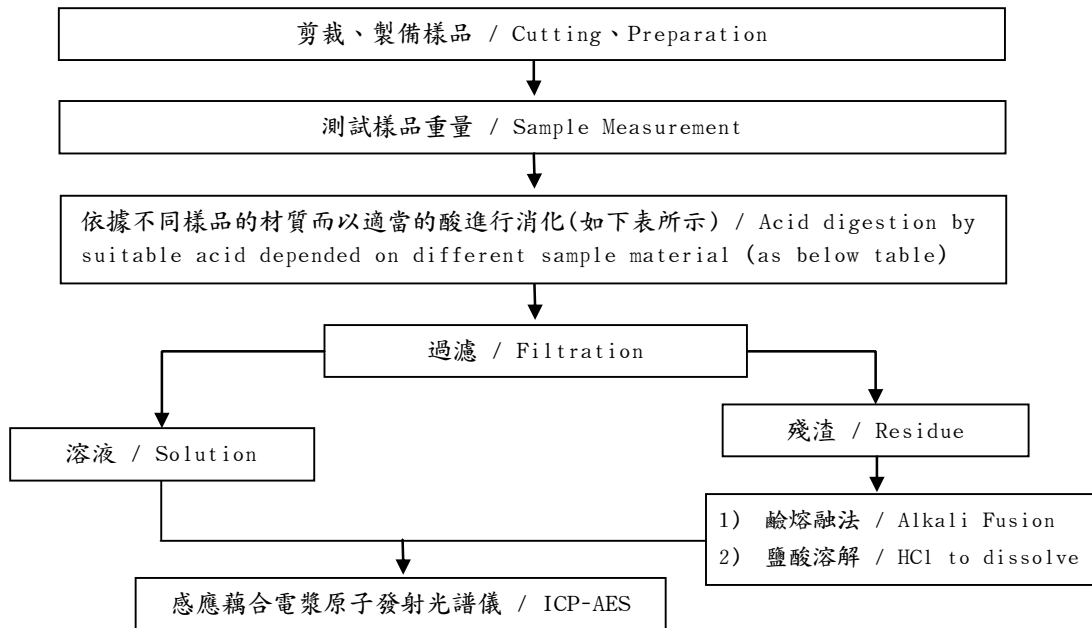 剪裁、製備樣品 / Cutting、Preparation
測試樣品重量 / Sample Measurement
依據不同樣品的材質而以適當的酸進行消化(如下表所示) / Acid digestion by
suitable acid depended on different sample material (as below table)
過濾 / Filtration
溶液 / Solution
殘渣 / Residue
1) 鹼熔融法 / Alkali Fusion
2) 鹽酸溶解 / HCl to dissolve
感應藕合電漿原子發射光譜儀 / ICP-AES